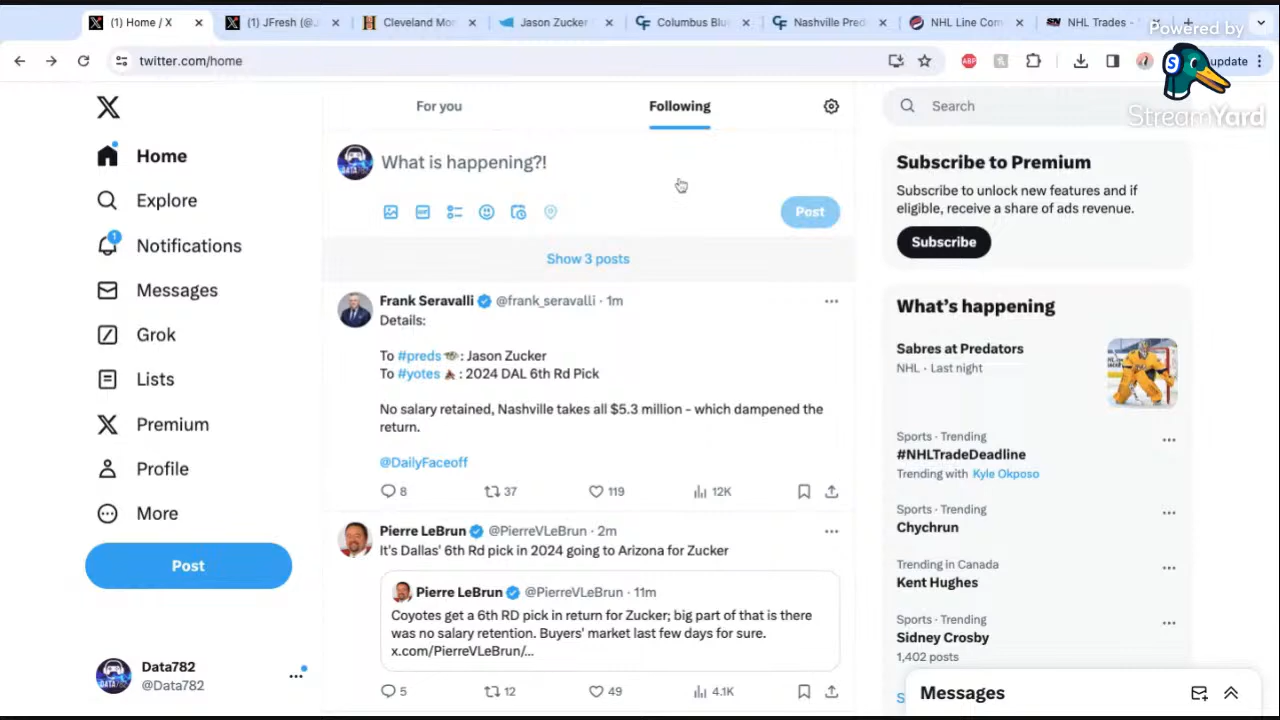 (1) Home / X
(1) JFresh (@J
Cleveland Mo
Jason Zucker
Columbus Blu
Nashville Pred
NHL Line Com
NHL Trades -
Powered by
StreamYard
twitter.com/home
update
Home
Explore
Notifications
1
Messages
Grok
Lists
Premium
Profile
More
Post
Data782
@Data782
For you
Following
What is happening?!
GIF
Post
Show 3 posts
Frank Seravalli @frank_seravalli · 1m
Details:
To #preds : Jason Zucker
To #yotes : 2024 DAL 6th Rd Pick
No salary retained, Nashville takes all $5.3 million - which dampened the
return.
@DailyFaceoff
8 37 119 12K
Pierre LeBrun @PierreVLeBrun · 2m
It's Dallas' 6th Rd pick in 2024 going to Arizona for Zucker
Pierre LeBrun @PierreVLeBrun · 11m
Coyotes get a 6th RD pick in return for Zucker; big part of that is there
was no salary retention. Buyers' market last few days for sure.
x.com/PierreVLeBrun/...
5 12 49 4.1K
Search
Subscribe to Premium
Subscribe to unlock new features and if
eligible, receive a share of ads revenue.
Subscribe
What's happening
Sabres at Predators
NHL · Last night
Sports · Trending
#NHLTradeDeadline
Trending with Kyle Okposo
Sports · Trending
Chychrun
Trending in Canada
Kent Hughes
Sports · Trending
Sidney Crosby
1,402 posts
Messages